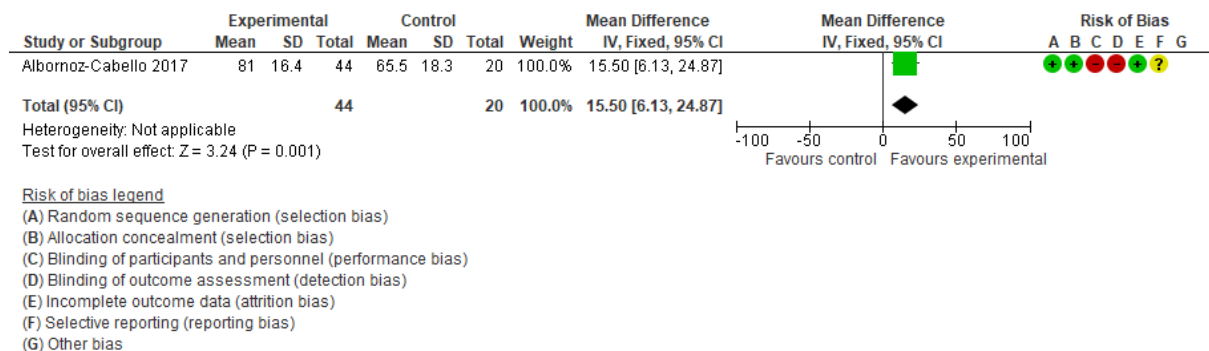 Experimental Control Mean Difference Mean Difference Risk of Bias
Study or Subgroup Mean SD Total Mean SD Total Weight IV, Fixed, 95% CI IV, Fixed, 95% CI A B C D E F G
Albornoz-Cabello 2017 81 16.4 44 65.5 18.3 20 100.0% 15.50 [6.13, 24.87] + + - - + ?
Total (95% CI) 44 20 100.0% 15.50 [6.13, 24.87]
Heterogeneity: Not applicable
Test for overall effect: Z = 3.24 (P = 0.001)
-100 -50 0 50 100
Favours control Favours experimental
Risk of bias legend
(A) Random sequence generation (selection bias)
(B) Allocation concealment (selection bias)
(C) Blinding of participants and personnel (performance bias)
(D) Blinding of outcome assessment (detection bias)
(E) Incomplete outcome data (attrition bias)
(F) Selective reporting (reporting bias)
(G) Other bias